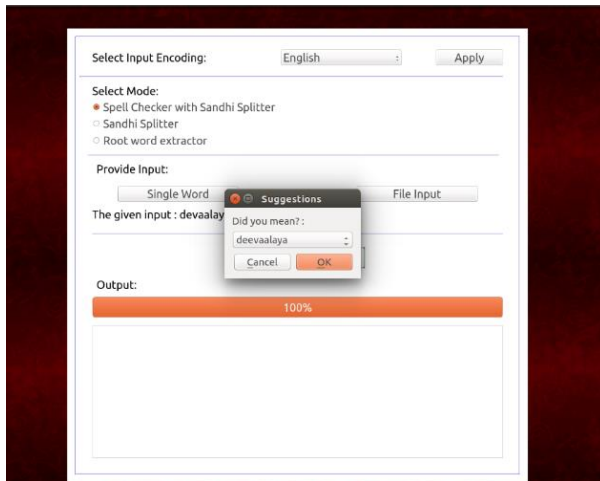 Select Input Encoding: English Apply
Select Mode:
Spell Checker with Sandhi Splitter
Sandhi Splitter
Root word extractor
Provide Input:
Single Word File Input
The given input : devaalay
Suggestions
Did you mean? :
deevaalaya
Cancel OK
Output:
100%